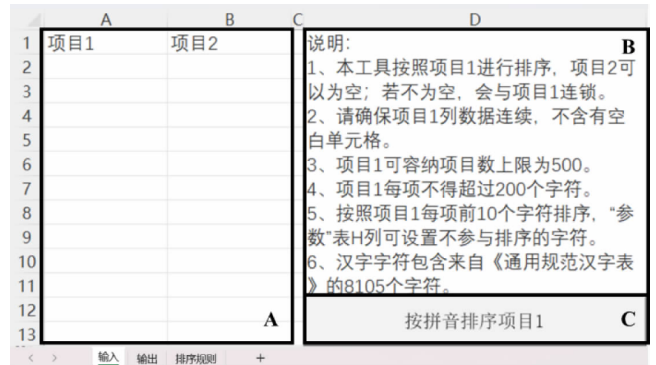 A B C D
1 项目1 项目2 说明: B
2 1、本工具按照项目1进行排序，项目2可
3 以为空；若不为空，会与项目1连锁。
4 2、请确保项目1列数据连续，不含有空
5 白单元格。
6 3、项目1可容纳项目数上限为500。
7 4、项目1每项不得超过200个字符。
8 5、按照项目1每项前10个字符排序，“参
9 数”表H列可设置不参与排序的字符。
10 6、汉字字符包含来自《通用规范汉字表
11 》的8105个字符。
12 A 按拼音排序项目1 C
13
输入 输出 排序规则 +